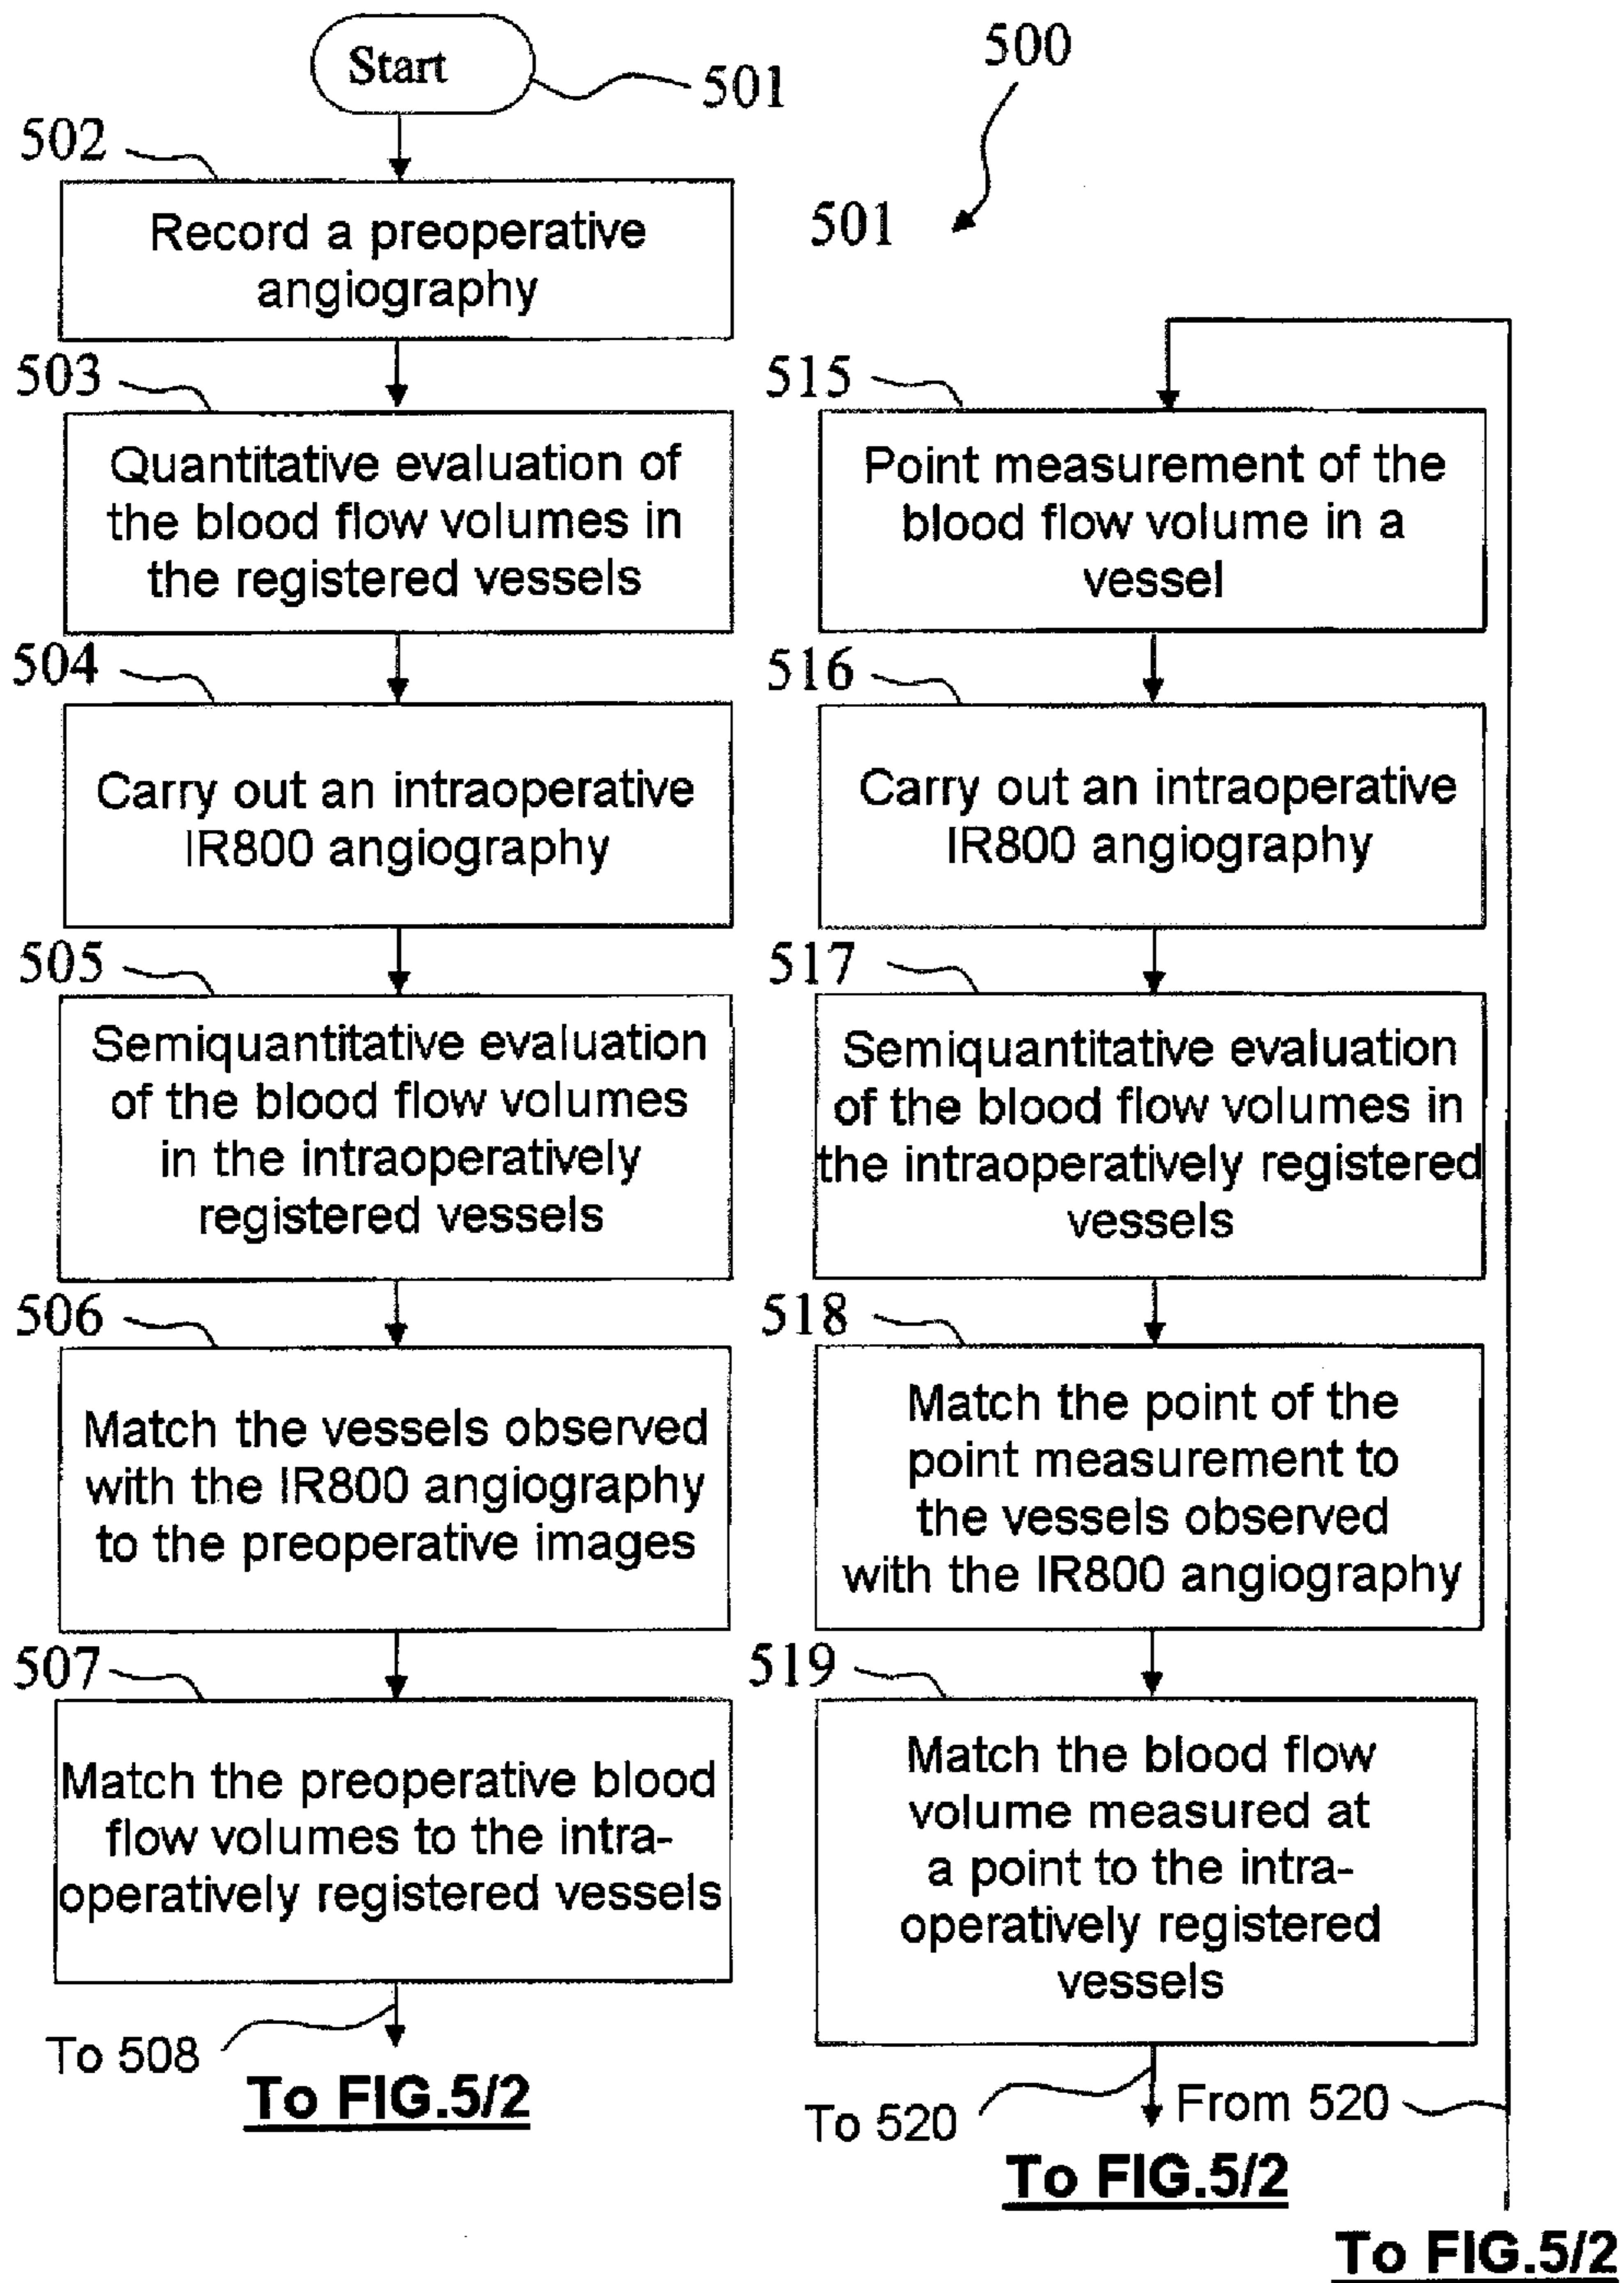 Start
501
500
502
Record a preoperative
angiography
501
503
Quantitative evaluation of
the blood flow volumes in
the registered vessels
504
Carry out an intraoperative
IR800 angiography
505
Semiquantitative evaluation
of the blood flow volumes
in the intraoperatively
registered vessels
506
Match the vessels observed
with the IR800 angiography
to the preoperative images
507
Match the preoperative blood
flow volumes to the intra-
operatively registered vessels
To 508
To FIG.5/2
515
Point measurement of the
blood flow volume in a
vessel
516
Carry out an intraoperative
IR800 angiography
517
Semiquantitative evaluation
of the blood flow volumes in
the intraoperatively registered
vessels
518
Match the point of the
point measurement to
the vessels observed
with the IR800 angiography
519
Match the blood flow
volume measured at
a point to the intra-
operatively registered
vessels
To 520
From 520
To FIG.5/2
To FIG.5/2